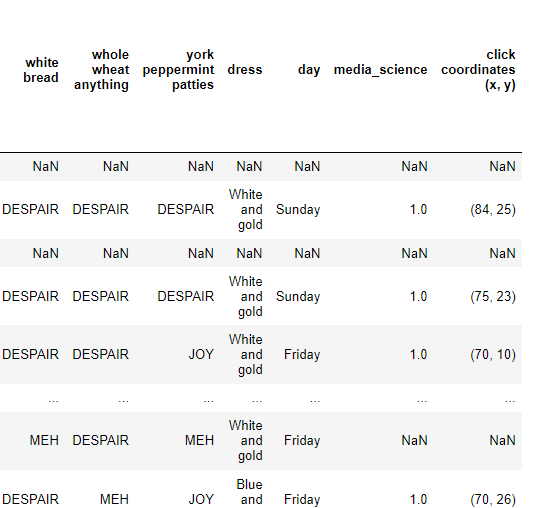 white bread whole wheat anything york peppermint patties dress day media_science click coordinates (x, y)
NaN NaN NaN NaN NaN NaN NaN
DESPAIR DESPAIR DESPAIR White and gold Sunday 1.0 (84, 25)
NaN NaN NaN NaN NaN NaN NaN
DESPAIR DESPAIR DESPAIR White and gold Sunday 1.0 (75, 23)
DESPAIR DESPAIR JOY White and gold Friday 1.0 (70, 10)
... ... ... ... ... ... ...
MEH DESPAIR MEH White and gold Friday NaN NaN
DESPAIR MEH JOY Blue and Friday 1.0 (70, 26)